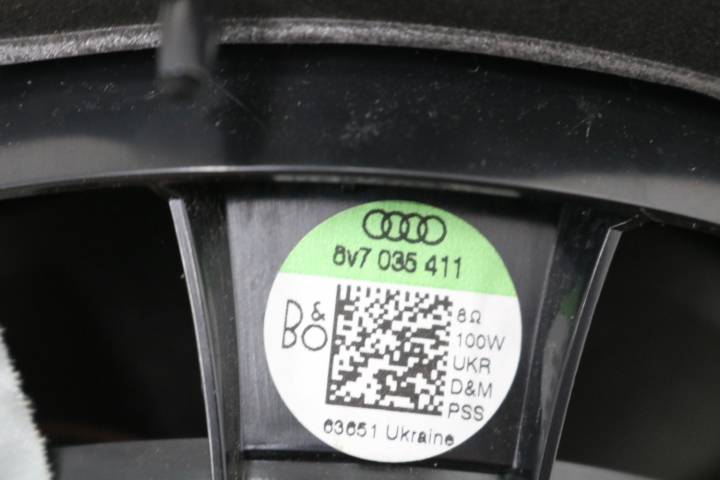 8v7 035 411
B&O
8Ω
100W
UKR
D&M
PSS
63651 Ukraine